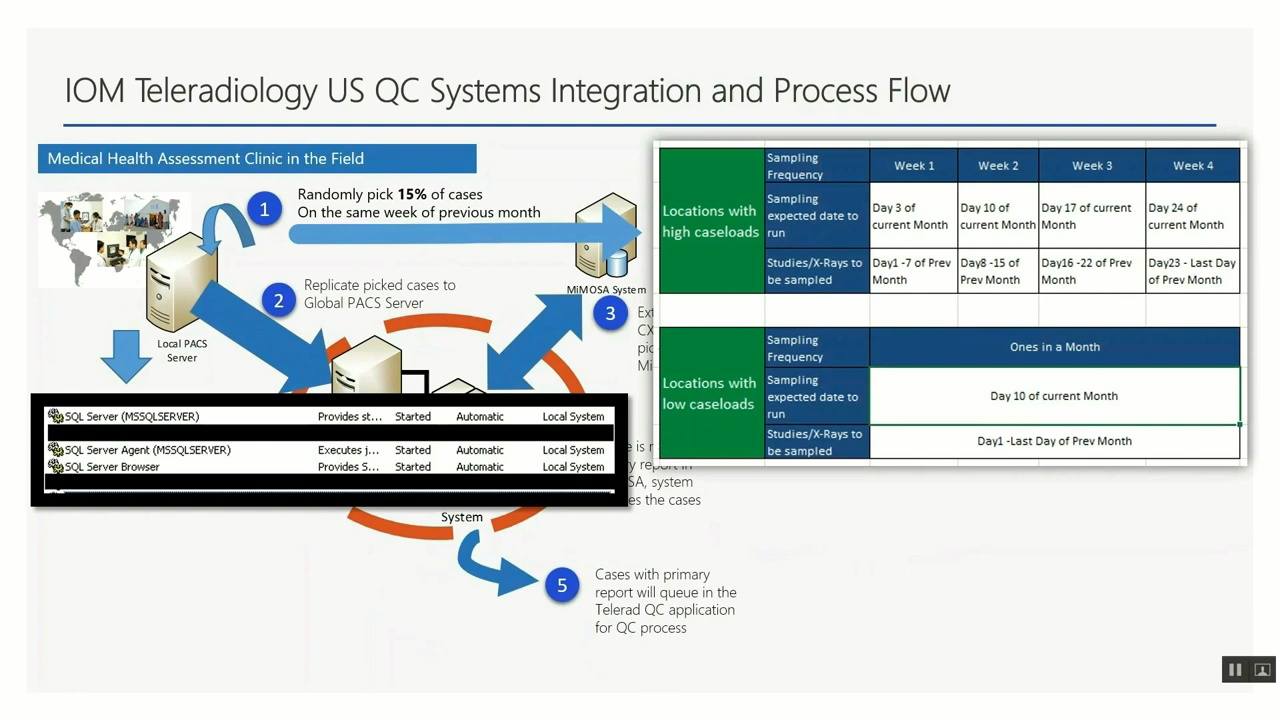 IOM Teleradiology US QC Systems Integration and Process Flow
Medical Health Assessment Clinic in the Field
1
Randomly pick 15% of cases
On the same week of previous month
MiMOSA System
2
Replicate picked cases to
Global PACS Server
3
Local PACS
Server
SQL Server (MSSQLSERVER) Provides st... Started Automatic Local System
SQL Server Agent (MSSQLSERVER) Executes j... Started Automatic Local System
SQL Server Browser Provides S... Started Automatic Local System
System
report in
system
the cases
5
Cases with primary
report will queue in the
Telerad QC application
for QC process
Locations with
high caseloads
Sampling
Frequency
Week 1
Week 2
Week 3
Week 4
Sampling
expected date to
run
Day 3 of
current Month
Day 10 of
current Month
Day 17 of current
Month
Day 24 of
current Month
Studies/X-Rays to
be sampled
Day1 -7 of Prev
Month
Day8 -15 of
Prev Month
Day16 -22 of Prev
Month
Day23 - Last Day
of Prev Month
Locations with
low caseloads
Sampling
Frequency
Ones in a Month
Sampling
expected date to
run
Day 10 of current Month
Studies/X-Rays to
be sampled
Day1 -Last Day of Prev Month